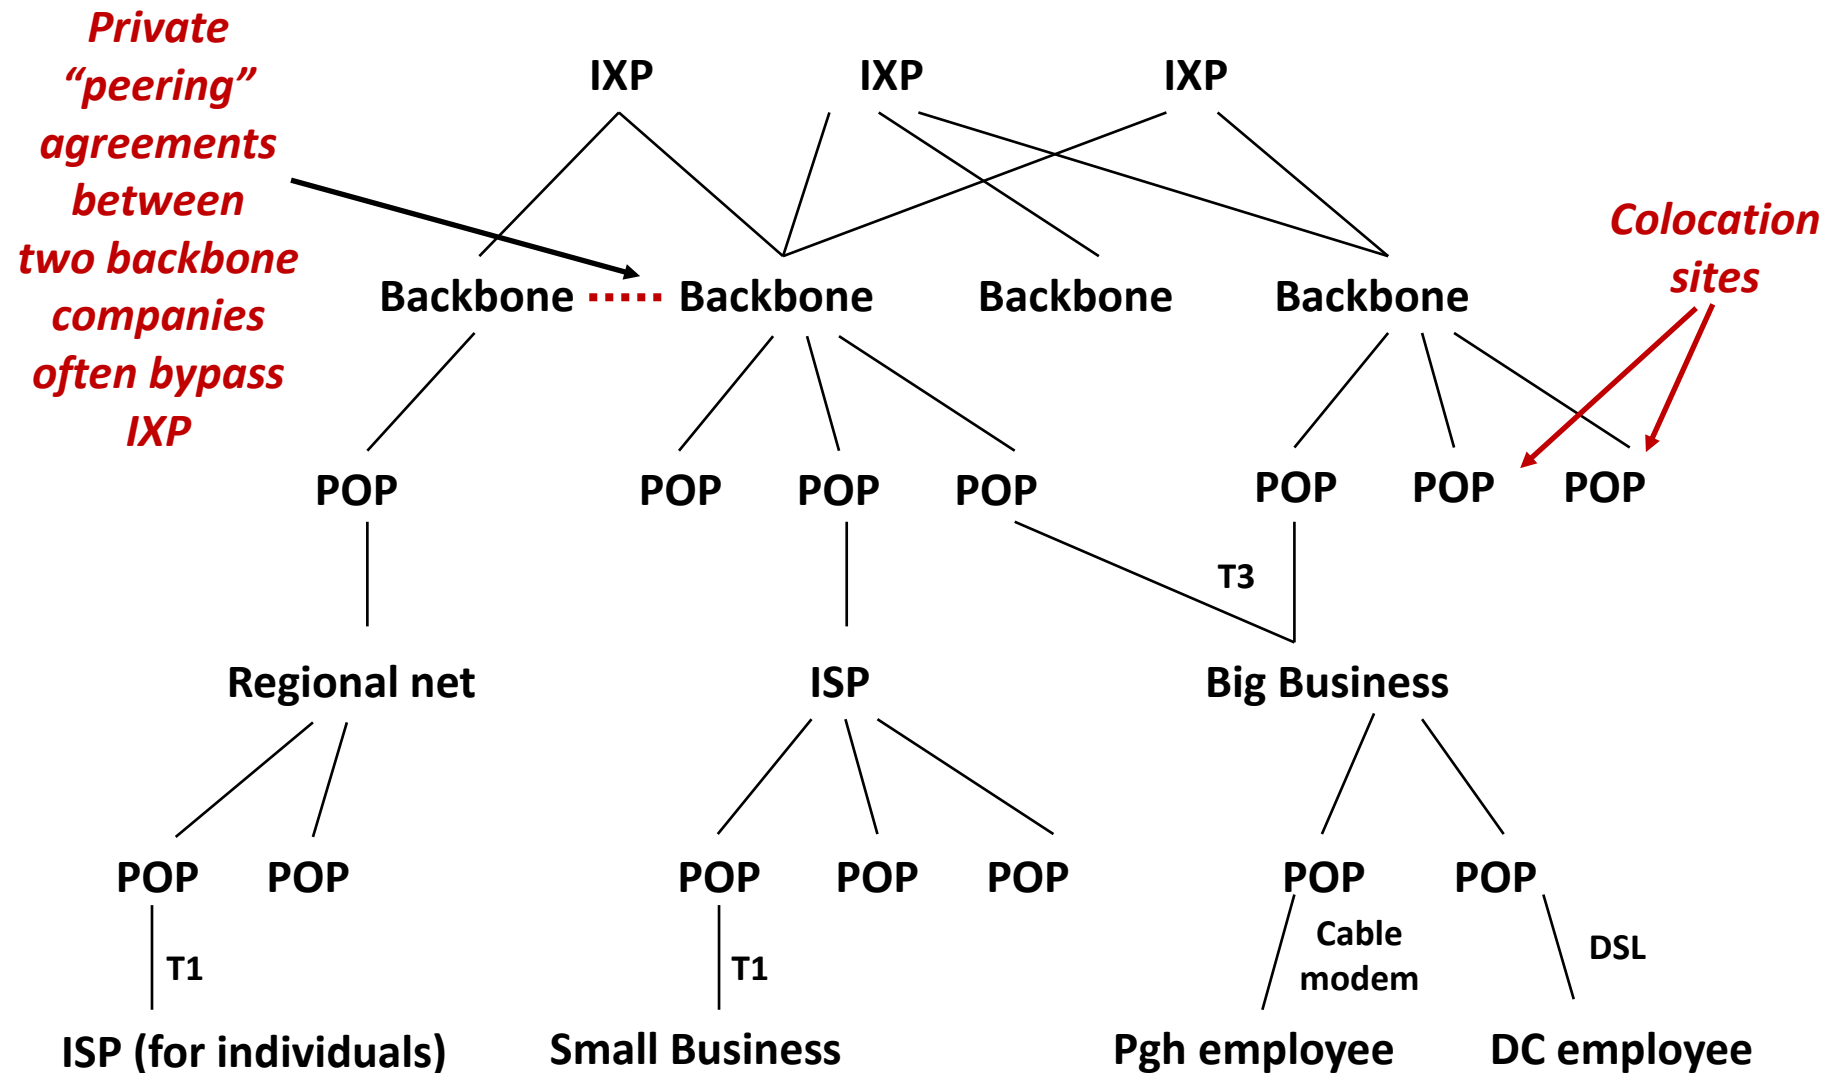 Private
“peering”
agreements
between
two backbone
companies
often bypass
IXP
IXP IXP IXP
Colocation
sites
Backbone Backbone Backbone Backbone
POP POP POP POP POP POP POP
T3
Regional net ISP Big Business
POP POP POP POP POP POP POP
T1 T1 Cable
modem
DSL
ISP (for individuals) Small Business Pgh employee DC employee